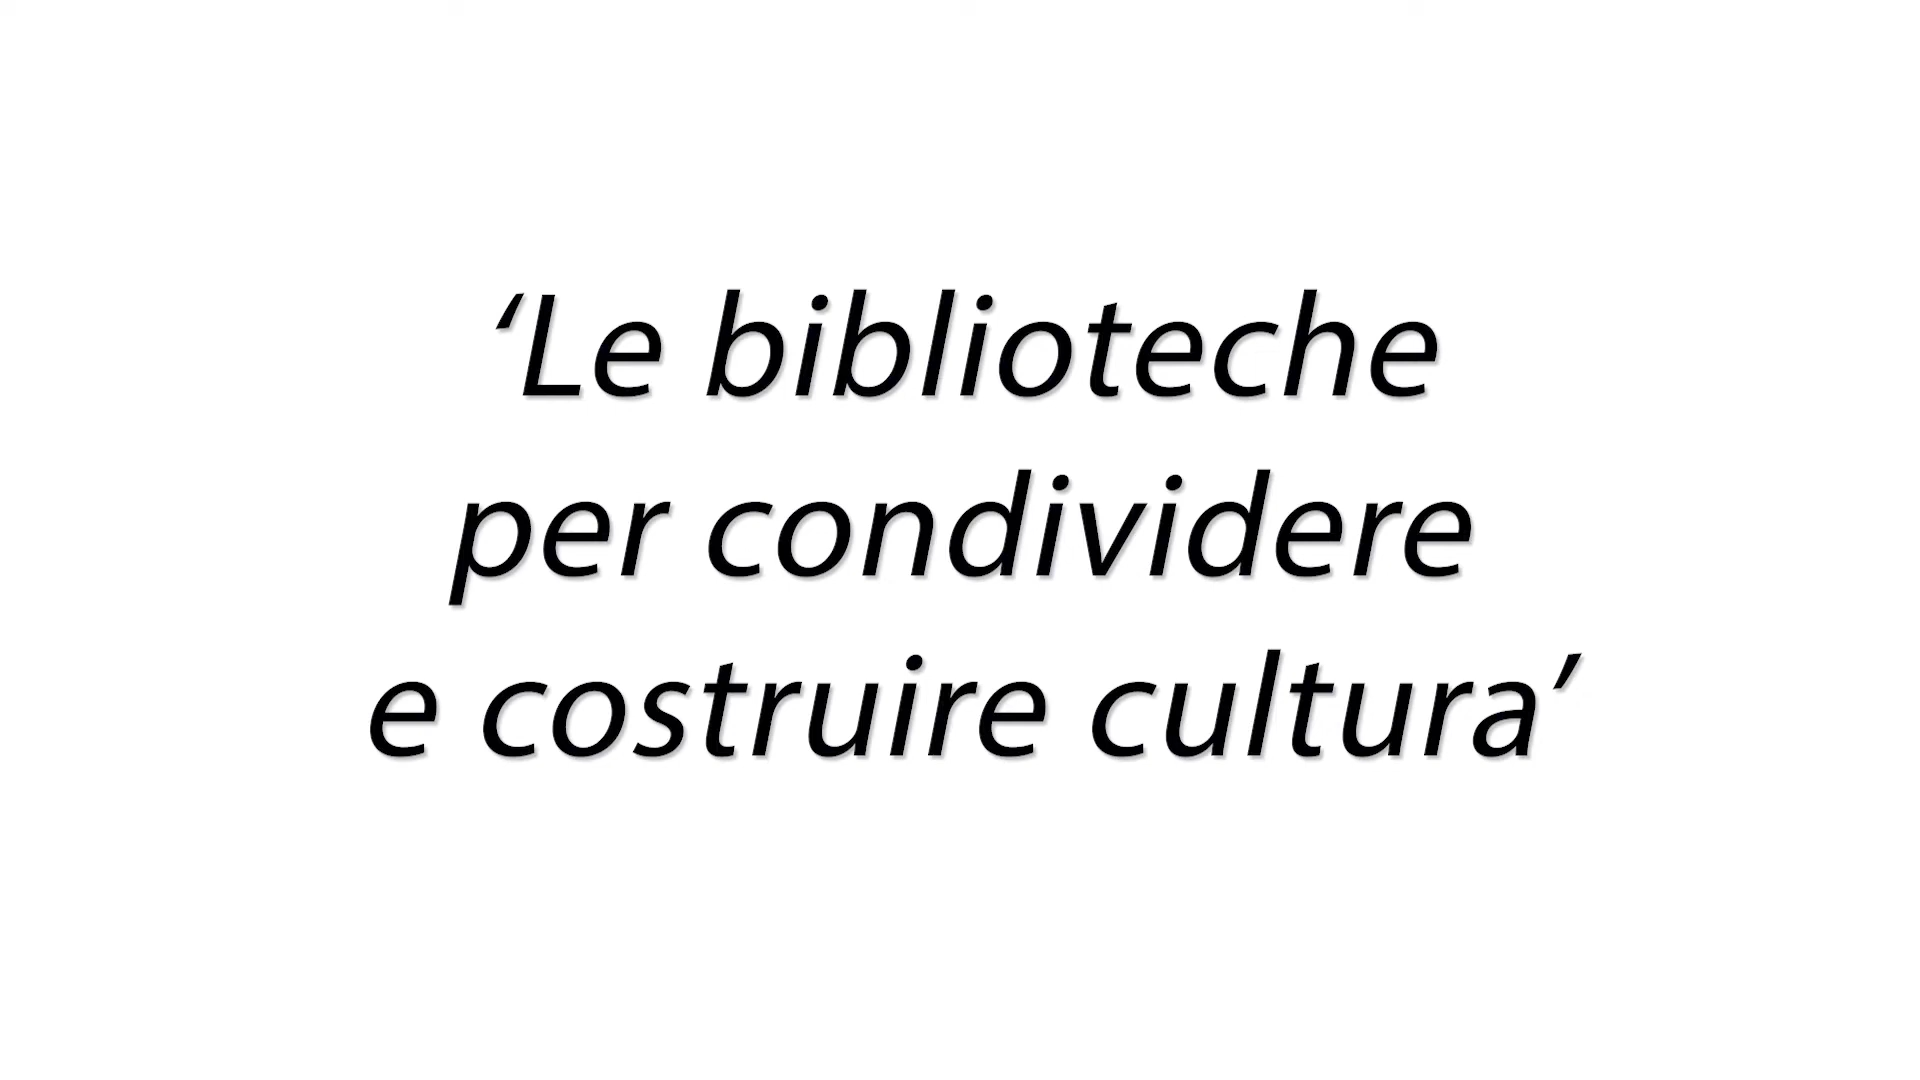 ‘Le biblioteche
per condividere
e costruire cultura’